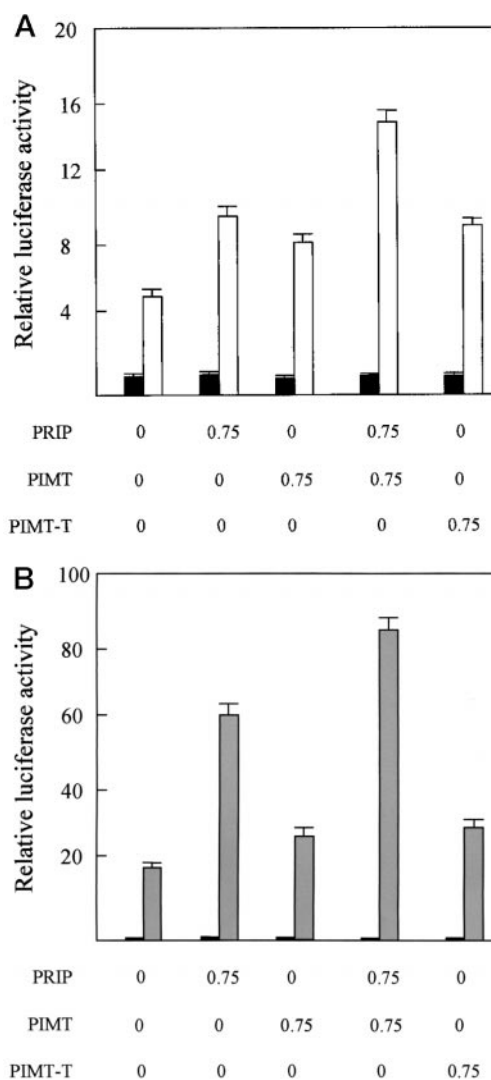 A
Relative luciferase activity
20
16
12
8
4
PRIP 0 0.75 0 0.75 0
PIMT 0 0 0.75 0.75 0
PIMT-T 0 0 0 0 0.75
B
Relative luciferase activity
100
80
60
40
20
PRIP 0 0.75 0 0.75 0
PIMT 0 0 0.75 0.75 0
PIMT-T 0 0 0 0 0.75